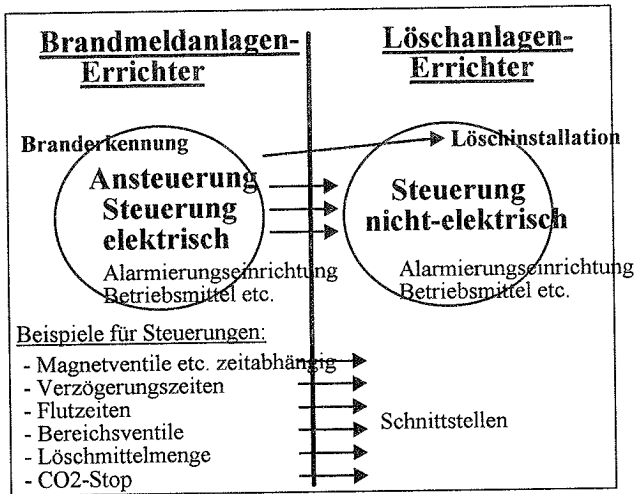 Brandmeldanlagen-
Errichter
Löschanlagen-
Errichter
Branderkennung
Löschinstallation
Ansteuerung
Steuerung
elektrisch
Steuerung
nicht-elektrisch
Alarmierungseinrichtung
Betriebsmittel etc.
Alarmierungseinrichtung
Betriebsmittel etc.
Beispiele für Steuerungen:
- Magnetventile etc. zeitabhängig
- Verzögerungszeiten
- Flutzeiten
- Bereichsventile
- Löschmittelmenge
- CO2-Stop
Schnittstellen